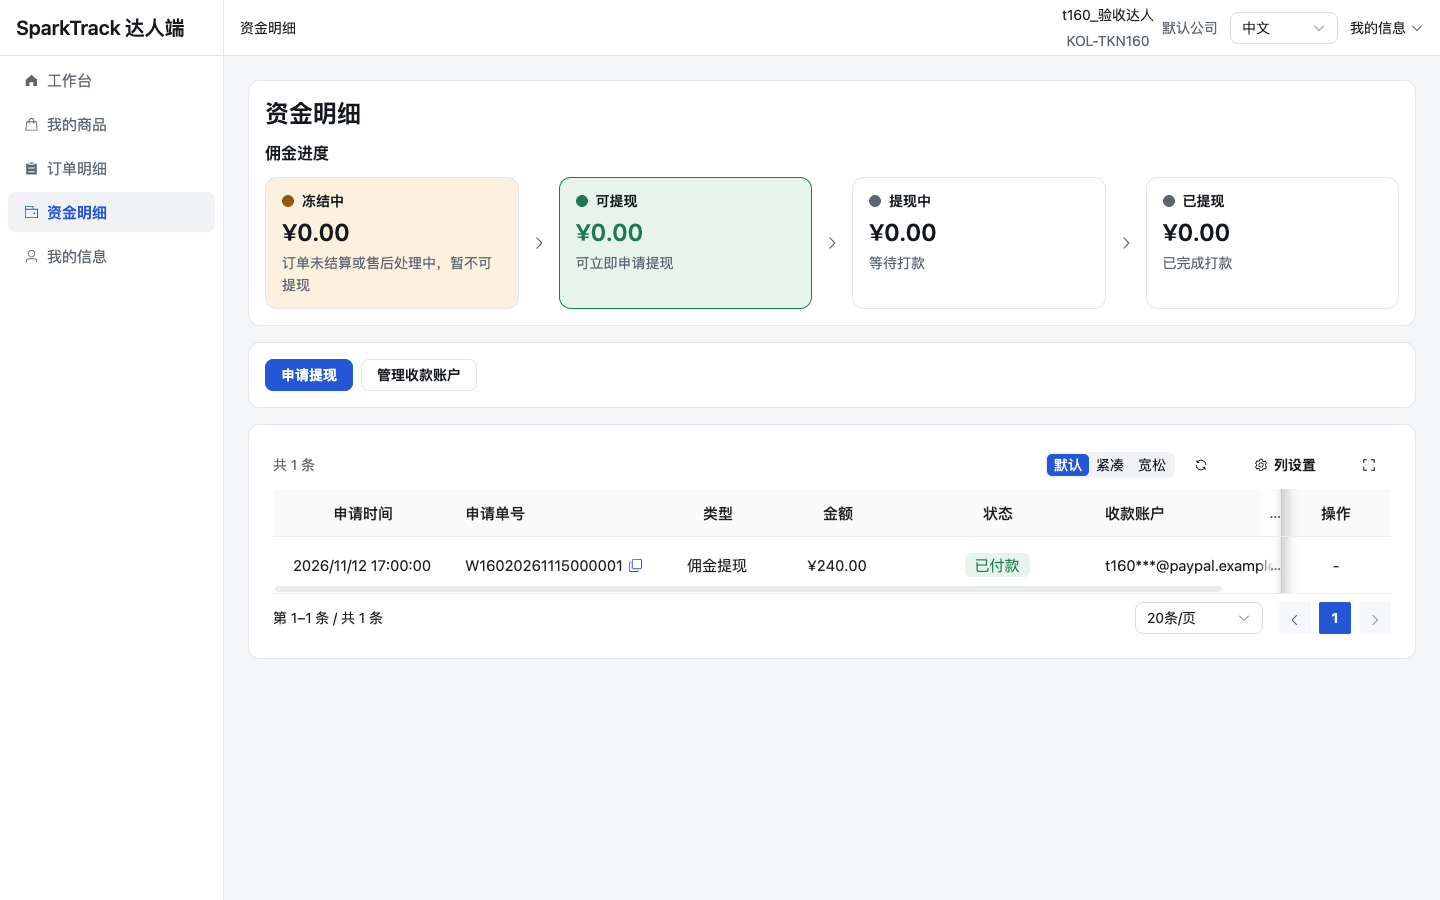 SparkTrack 达人端
资金明细
t160_验收达人
KOL-TKN160
默认公司
中文
我的信息
工作台
我的商品
订单明细
资金明细
我的信息
资金明细
佣金进度
冻结中
¥0.00
订单未结算或售后处理中，暂不可
提现
可提现
¥0.00
可立即申请提现
提现中
¥0.00
等待打款
已提现
¥0.00
已完成打款
申请提现
管理收款账户
共 1 条
默认 紧凑 宽松
列设置
申请时间 申请单号 类型 金额 状态 收款账户 ... 操作
2026/11/12 17:00:00 W16020261115000001 佣金提现 ¥240.00 已付款 t160***@paypal.example... -
第 1–1 条 / 共 1 条
20条/页
1